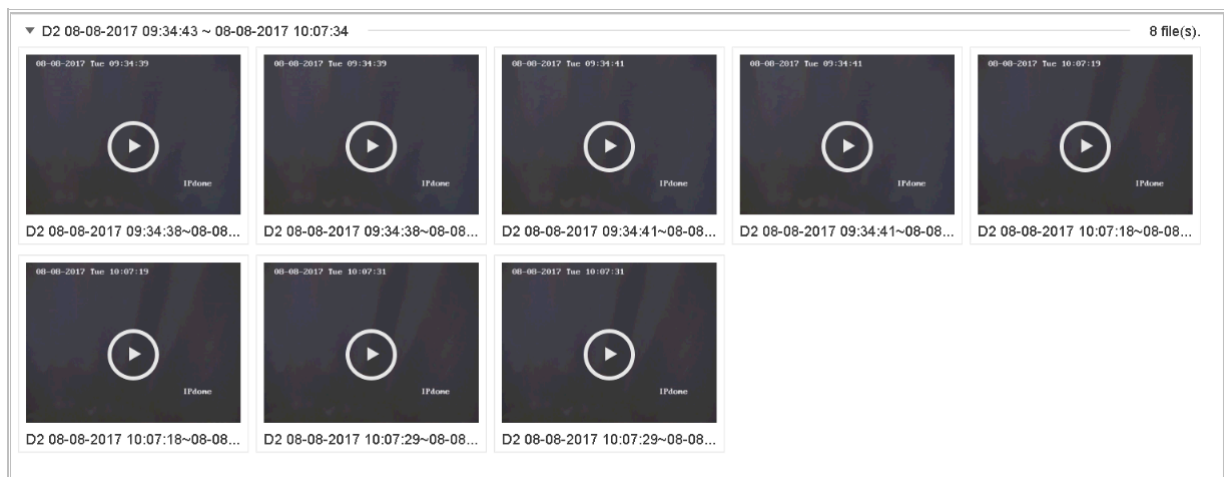 D2 08-08-2017 09:34:43 ~ 08-08-2017 10:07:34 8 file(s).
08-08-2017 Tue 09:34:39
IPdome
D2 08-08-2017 09:34:38~08-08...
08-08-2017 Tue 09:34:39
IPdome
D2 08-08-2017 09:34:38~08-08...
08-08-2017 Tue 09:34:41
IPdome
D2 08-08-2017 09:34:41~08-08...
08-08-2017 Tue 09:34:41
IPdome
D2 08-08-2017 09:34:41~08-08...
08-08-2017 Tue 10:07:19
IPdome
D2 08-08-2017 10:07:18~08-08...
08-08-2017 Tue 10:07:19
IPdome
D2 08-08-2017 10:07:18~08-08...
08-08-2017 Tue 10:07:31
IPdome
D2 08-08-2017 10:07:29~08-08...
08-08-2017 Tue 10:07:31
IPdome
D2 08-08-2017 10:07:29~08-08...